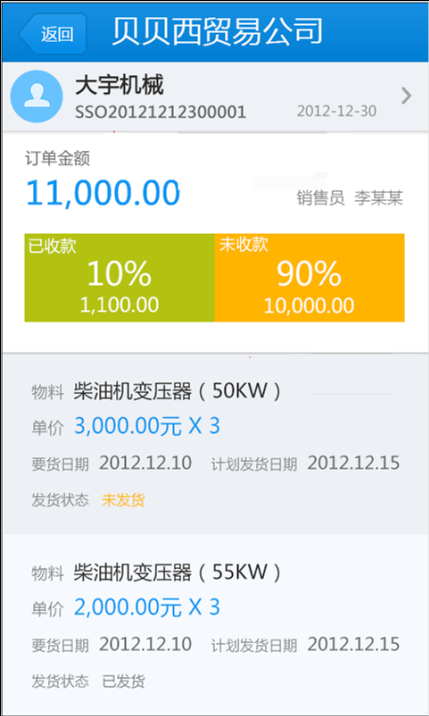 返回 贝贝西贸易公司
大宇机械
SSO20121212300001 2012-12-30
订单金额
11,000.00
销售员 李某某
已收款 未收款
10% 90%
1,100.00 10,000.00
物料 柴油机变压器（50KW）
单价 3,000.00元 X 3
要货日期 2012.12.10 计划发货日期 2012.12.15
发货状态 未发货
物料 柴油机变压器（55KW）
单价 2,000.00元 X 3
要货日期 2012.12.10 计划发货日期 2012.12.15
发货状态 已发货